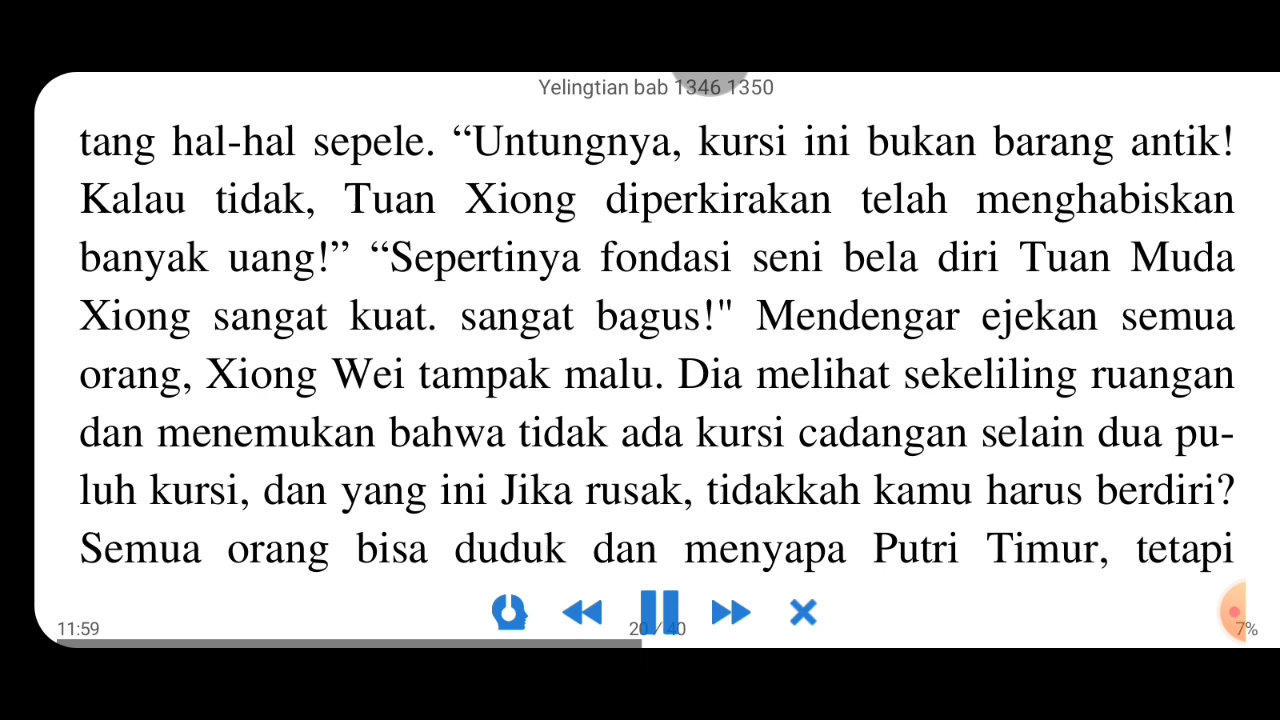 Yelingtian bab 1346 1350
tang hal-hal sepele. “Untungnya, kursi ini bukan barang antik!
Kalau tidak, Tuan Xiong diperkirakan telah menghabiskan
banyak uang!” “Sepertinya fondasi seni bela diri Tuan Muda
Xiong sangat kuat. sangat bagus!" Mendengar ejekan semua
orang, Xiong Wei tampak malu. Dia melihat sekeliling ruangan
dan menemukan bahwa tidak ada kursi cadangan selain dua pu-
luh kursi, dan yang ini Jika rusak, tidakkah kamu harus berdiri?
Semua orang bisa duduk dan menyapa Putri Timur, tetapi
11:59
20 / 40
7%